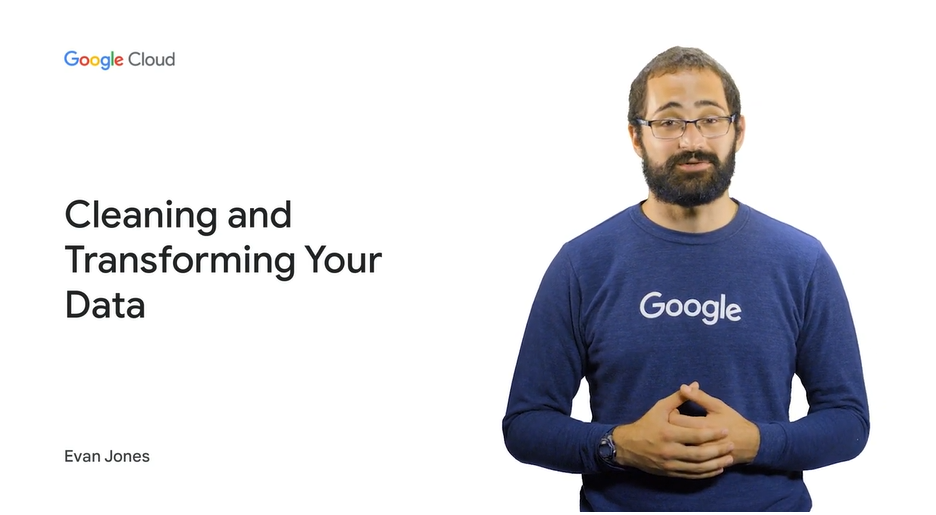 Google Cloud
Cleaning and
Transforming Your
Data
Evan Jones
Google